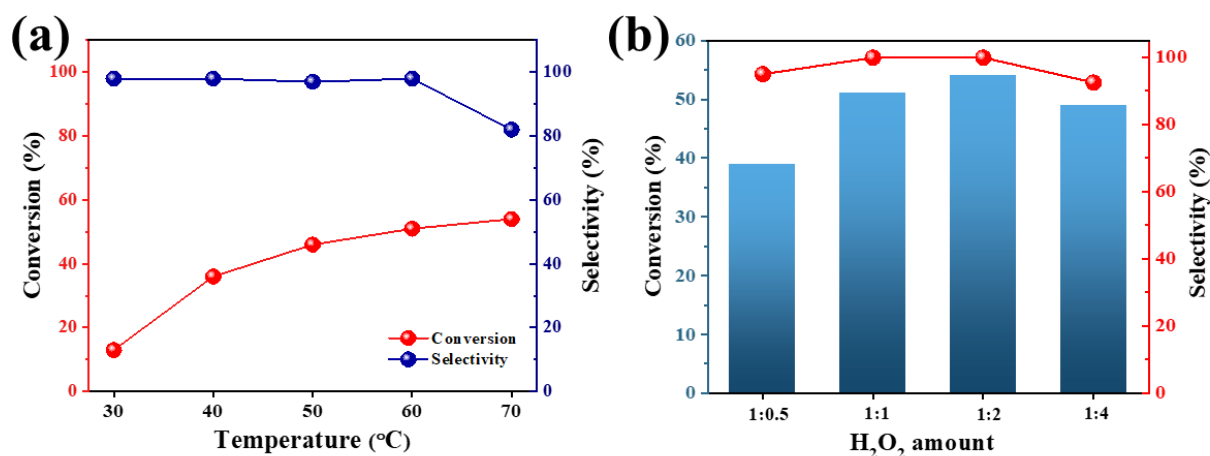 (a)
Conversion (%)
100
80
60
40
20
0
100
80
60
40
20
0
Selectivity (%)
Conversion
Selectivity
30 40 50 60 70
Temperature (°C)
(b)
Conversion (%)
60
50
40
30
20
10
0
100
80
60
40
20
0
Selectivity (%)
1:0.5 1:1 1:2 1:4
H₂O₂ amount